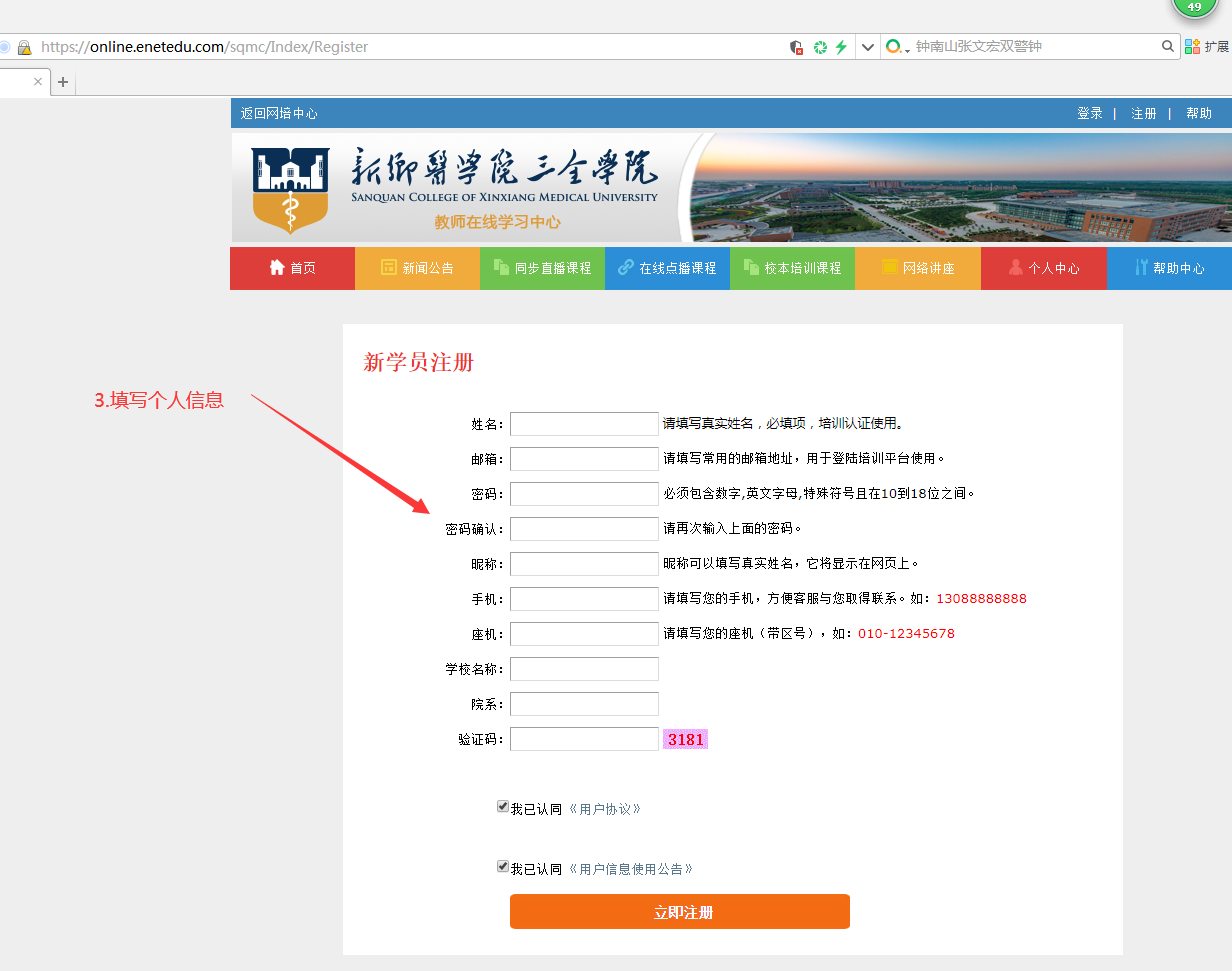 49
https://online.enetedu.com/sqmc/Index/Register
钟南山张文宏双警钟
扩展
返回网培中心
登录 | 注册 | 帮助
新鄉醫學院三全學院
SANQUAN COLLEGE OF XINXIANG MEDICAL UNIVERSITY
教师在线学习中心
首页 新闻公告 同步直播课程 在线点播课程 校本培训课程 网络讲座 个人中心 帮助中心
新学员注册
3.填写个人信息
姓名： 请填写真实姓名，必填项，培训认证使用。
邮箱： 请填写常用的邮箱地址，用于登陆培训平台使用。
密码： 必须包含数字,英文字母,特殊符号且在10到18位之间。
密码确认： 请再次输入上面的密码。
昵称： 昵称可以填写真实姓名，它将显示在网页上。
手机： 请填写您的手机，方便客服与您取得联系。如：13088888888
座机： 请填写您的座机（带区号），如：010-12345678
学校名称：
院系：
验证码： 3181
我已认同《用户协议》
我已认同《用户信息使用公告》
立即注册